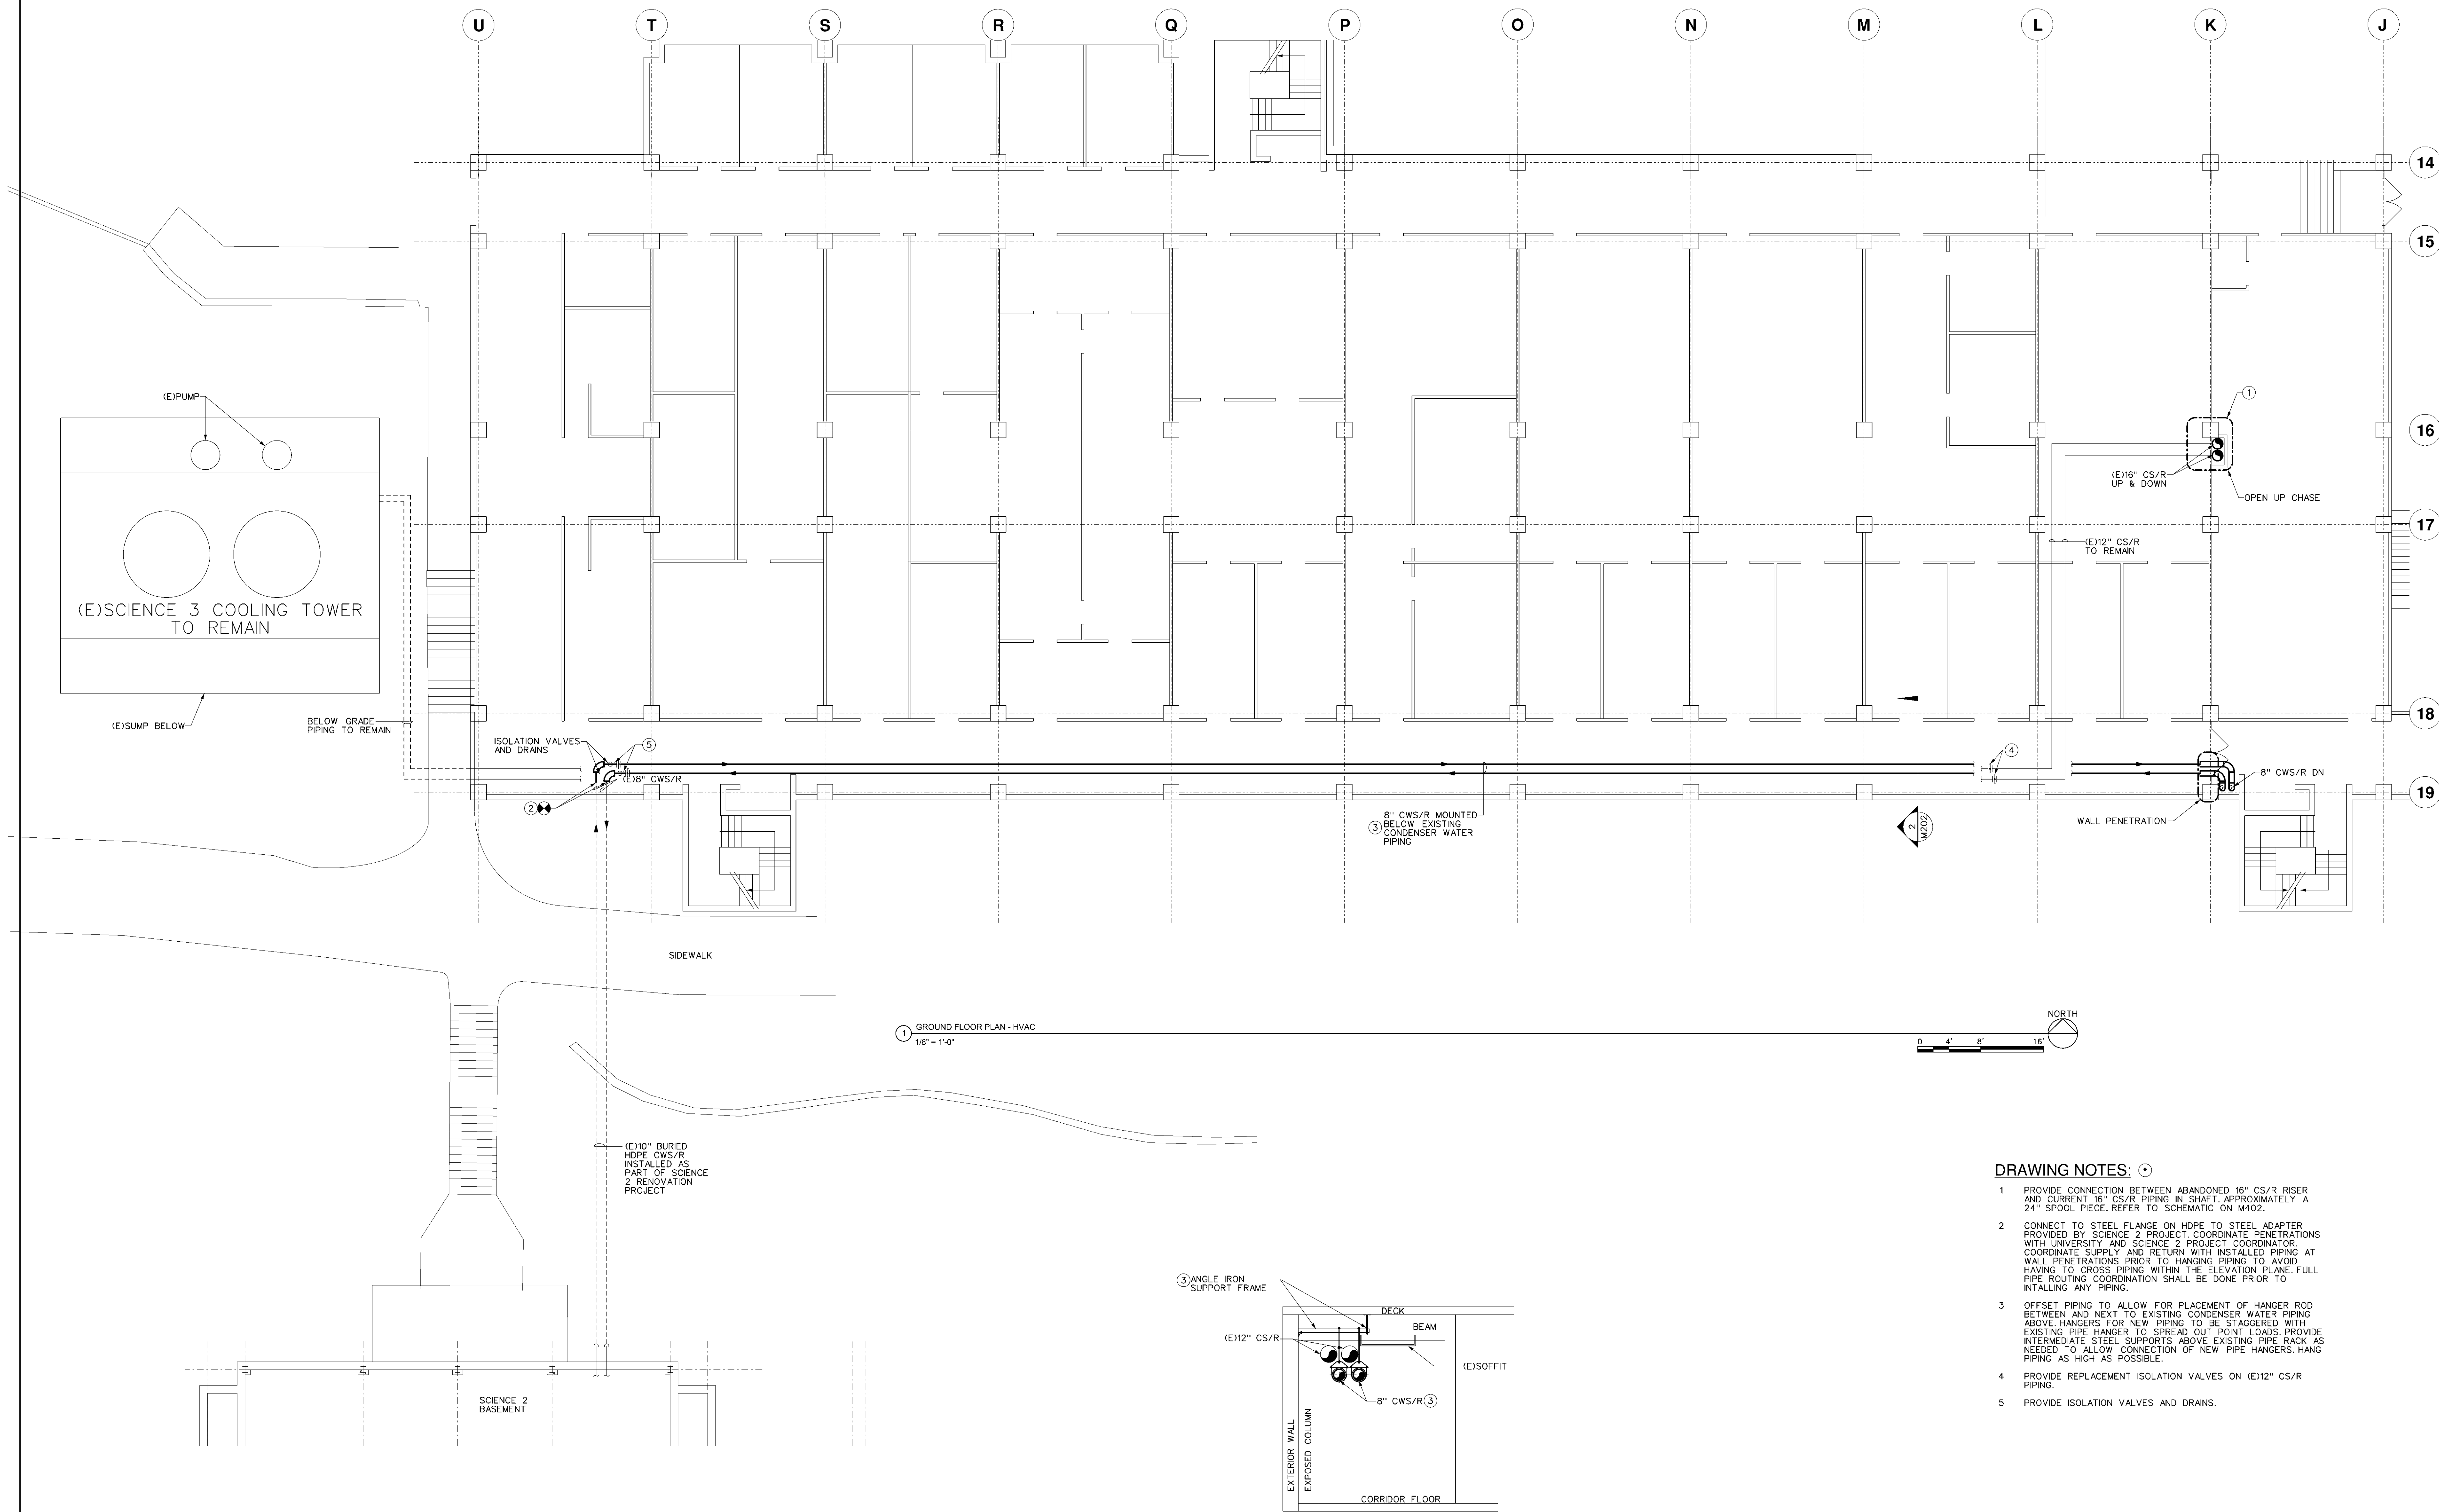 U
T
S
R
Q
P
O
N
M
L
K
J
14
15
16
17
18
19
(E)PUMP
(E)SCIENCE 3 COOLING TOWER
TO REMAIN
(E)SUMP BELOW
BELOW GRADE
PIPING TO REMAIN
ISOLATION VALVES
AND DRAINS
5
(E)8" CWS/R
2
1
(E)16" CS/R
UP & DOWN
OPEN UP CHASE
(E)12" CS/R
TO REMAIN
4
8" CWS/R DN
WALL PENETRATION
3
8" CWS/R MOUNTED
BELOW EXISTING
CONDENSER WATER
PIPING
2
M202
SIDEWALK
1
GROUND FLOOR PLAN - HVAC
1/8" = 1'-0"
0 4' 8' 16'
NORTH
(E)10" BURIED
HDPE CWS/R
INSTALLED AS
PART OF SCIENCE
2 RENOVATION
PROJECT
SCIENCE 2
BASEMENT
3 ANGLE IRON
SUPPORT FRAME
DECK
BEAM
(E)12" CS/R
(E)SOFFIT
8" CWS/R 3
EXTERIOR WALL
EXPOSED COLUMN
CORRIDOR FLOOR
DRAWING NOTES:
1 PROVIDE CONNECTION BETWEEN ABANDONED 16" CS/R RISER
AND CURRENT 16" CS/R PIPING IN SHAFT. APPROXIMATELY A
24" SPOOL PIECE. REFER TO SCHEMATIC ON M402.
2 CONNECT TO STEEL FLANGE ON HDPE TO STEEL ADAPTER
PROVIDED BY SCIENCE 2 PROJECT. COORDINATE PENETRATIONS
WITH UNIVERSITY AND SCIENCE 2 PROJECT COORDINATOR.
COORDINATE SUPPLY AND RETURN WITH INSTALLED PIPING AT
WALL PENETRATIONS PRIOR TO HANGING PIPING TO AVOID
HAVING TO CROSS PIPING WITHIN THE ELEVATION PLANE. FULL
PIPE ROUTING COORDINATION SHALL BE DONE PRIOR TO
INTALLING ANY PIPING.
3 OFFSET PIPING TO ALLOW FOR PLACEMENT OF HANGER ROD
BETWEEN AND NEXT TO EXISTING CONDENSER WATER PIPING
ABOVE. HANGERS FOR NEW PIPING TO BE STAGGERED WITH
EXISTING PIPE HANGER TO SPREAD OUT POINT LOADS. PROVIDE
INTERMEDIATE STEEL SUPPORTS ABOVE EXISTING PIPE RACK AS
NEEDED TO ALLOW CONNECTION OF NEW PIPE HANGERS. HANG
PIPING AS HIGH AS POSSIBLE.
4 PROVIDE REPLACEMENT ISOLATION VALVES ON (E)12" CS/R
PIPING.
5 PROVIDE ISOLATION VALVES AND DRAINS.